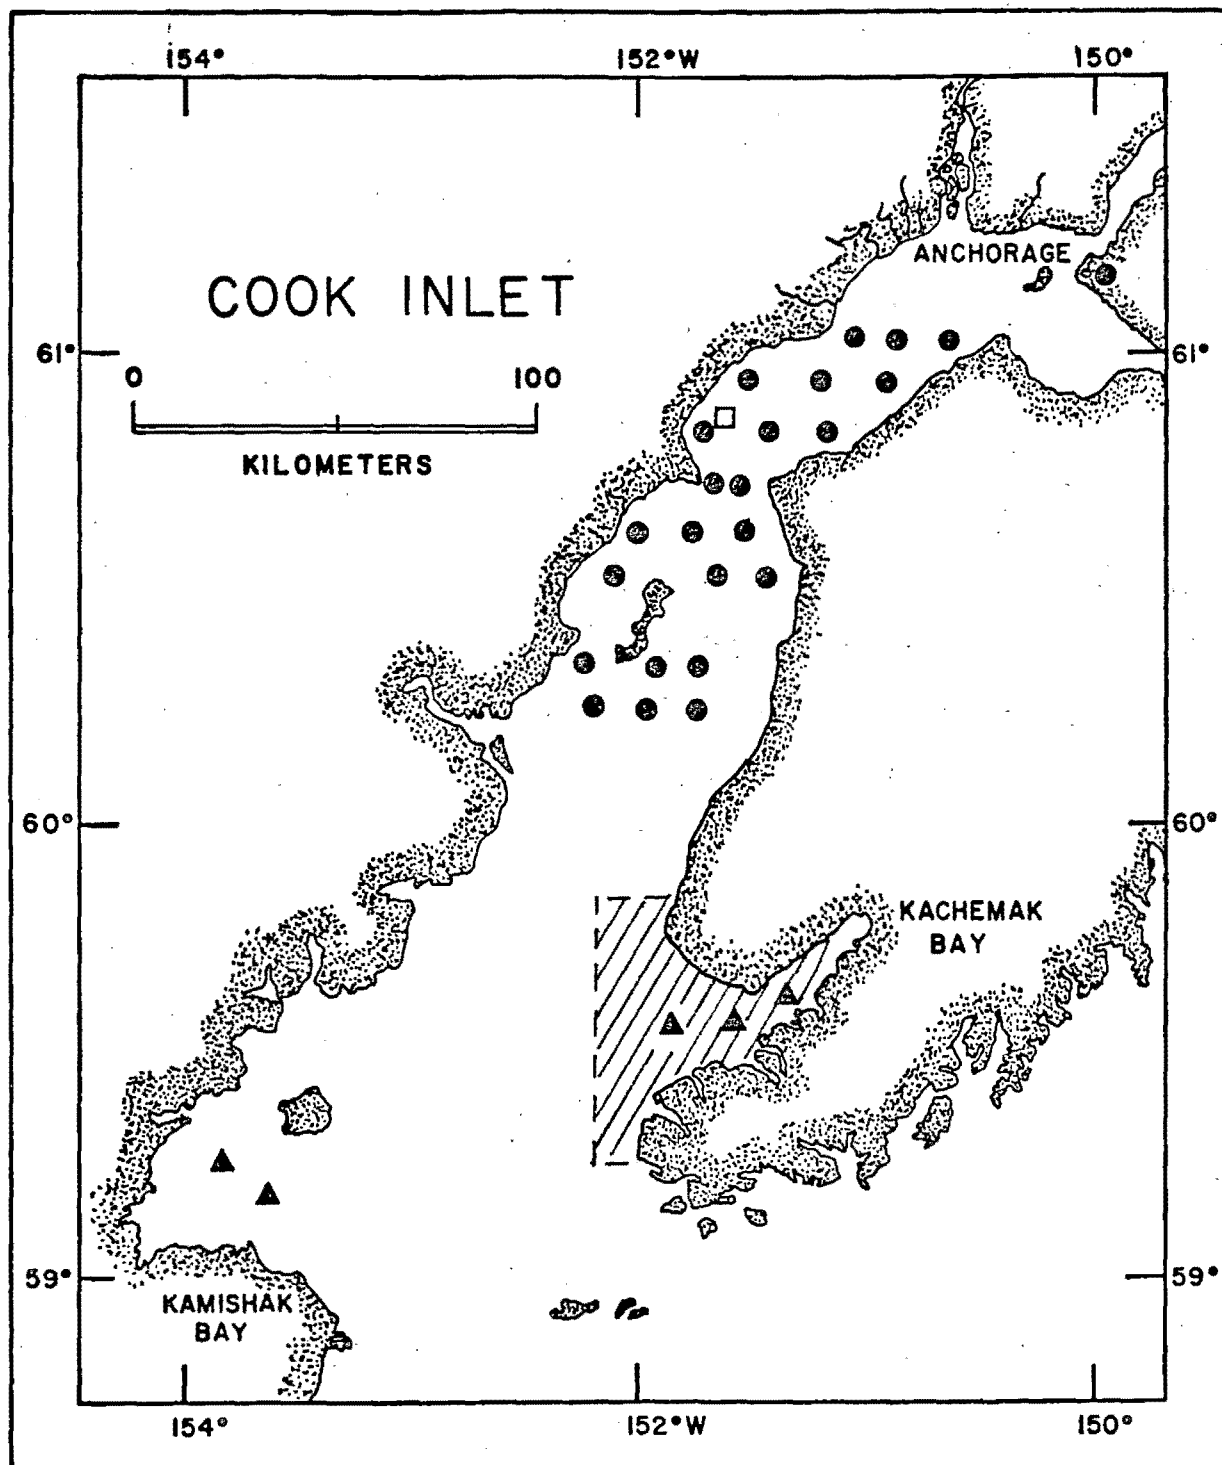 154°
152°W
150°
ANCHORAGE
COOK INLET
61°
61°
0
100
KILOMETERS
60°
60°
KACHEMAK
BAY
59°
59°
KAMISHAK
BAY
154°
152°W
150°